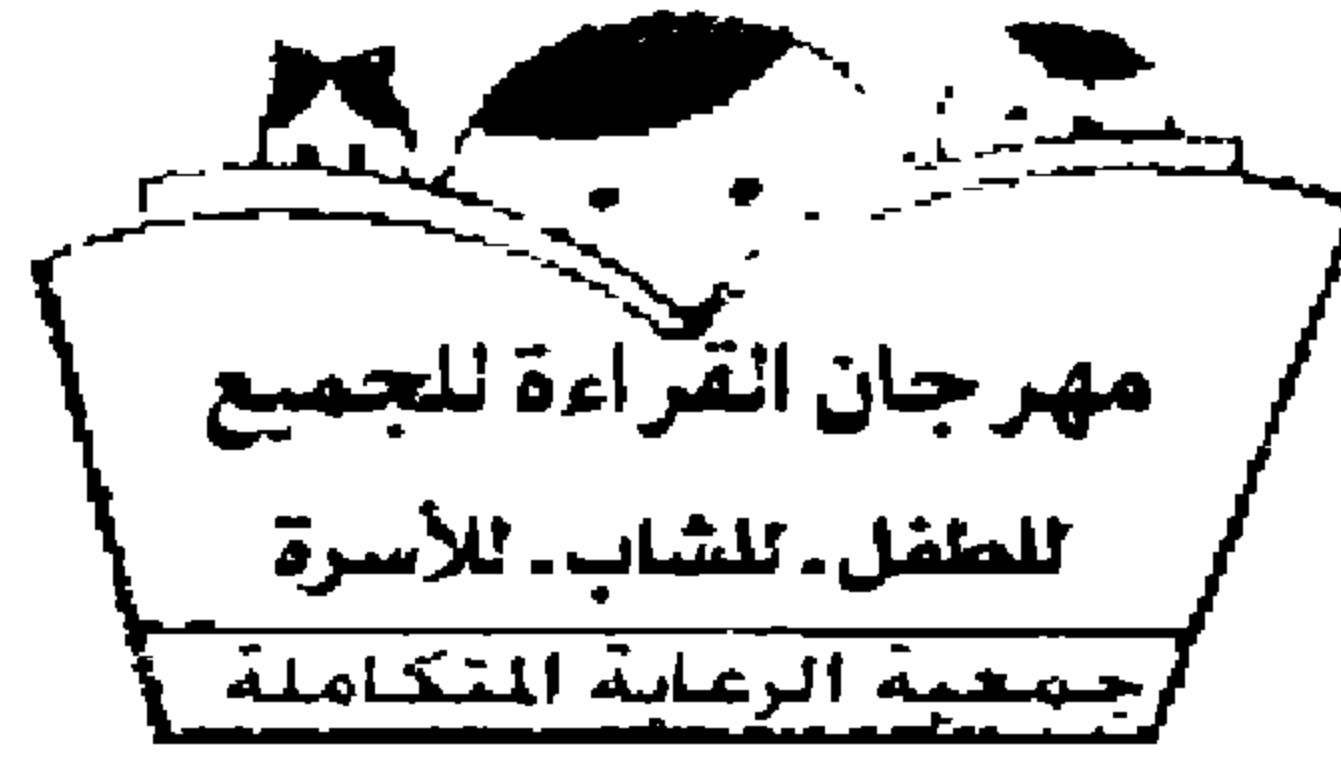 مهرجان القراءة للجميع
للطفل . للشاب . للأسرة
جمعية الرعاية المتكاملة